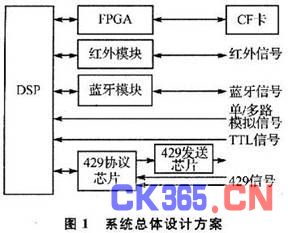 DSP
FPGA
CF卡
红外模块
红外信号
蓝牙模块
蓝牙信号
单/多路
模拟信号
TTL信号
429协议
芯片
429发送
芯片
429信号
CK365.CN
图1 系统总体设计方案